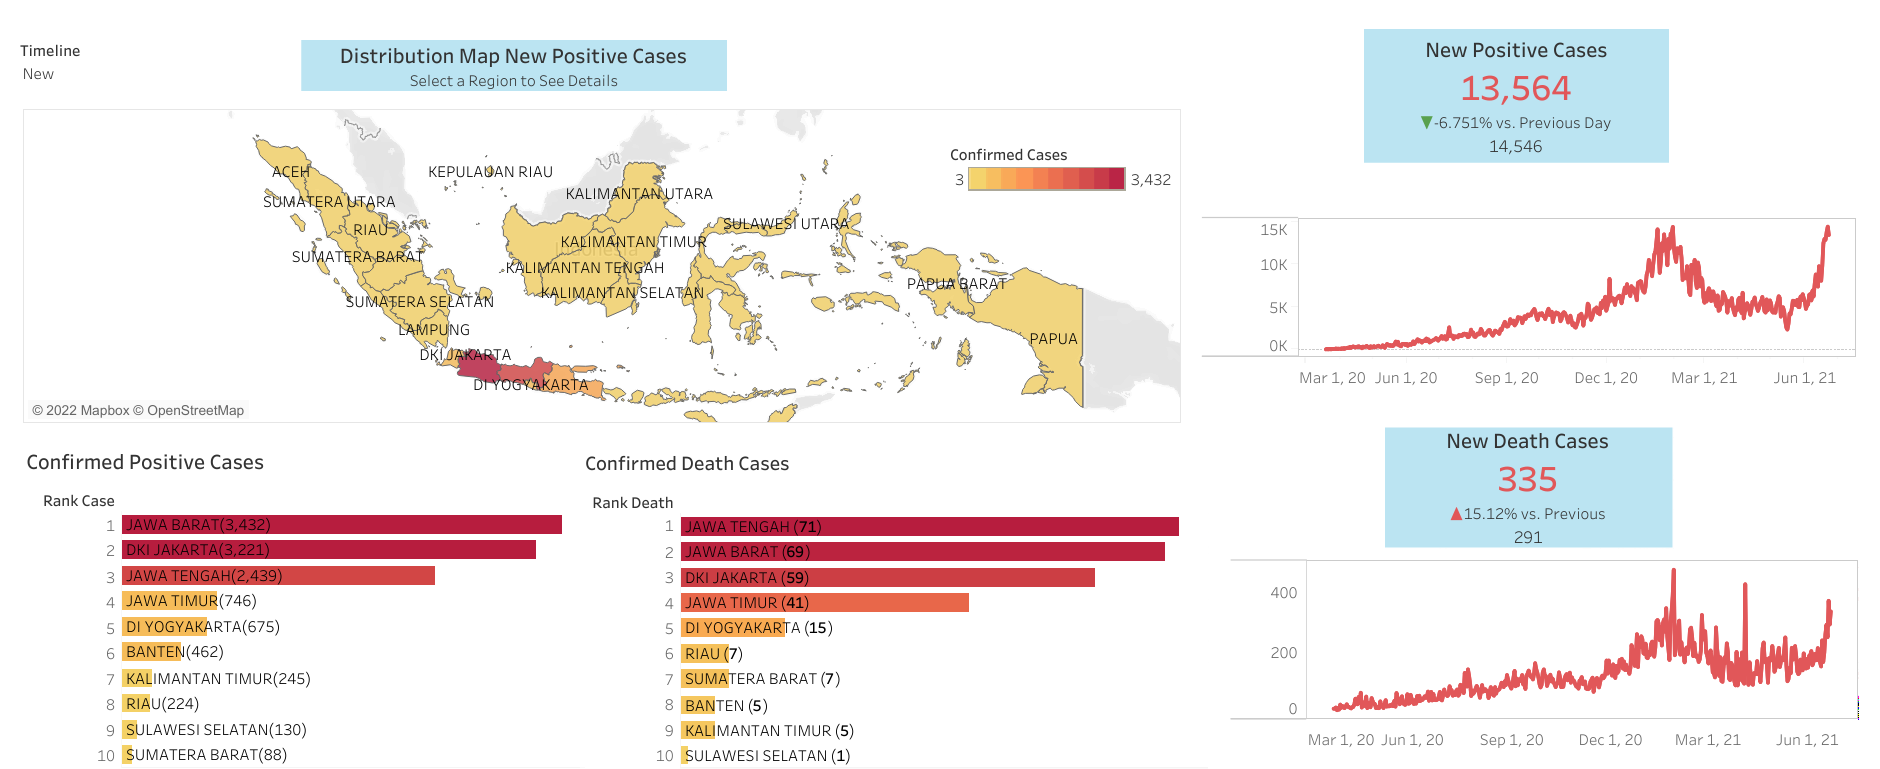 Timeline
New
Distribution Map New Positive Cases
Select a Region to See Details
ACEH
KEPULAUAN RIAU
SUMATERA UTARA
KALIMANTAN UTARA
RIAU
SULAWESI UTARA
SUMATERA BARAT
KALIMANTAN TIMUR
Indonesia
KALIMANTAN TENGAH
SUMATERA SELATAN
KALIMANTAN SELATAN
PAPUA BARAT
LAMPUNG
PAPUA
DKI JAKARTA
DI YOGYAKARTA
Confirmed Cases
3 3,432
© 2022 Mapbox © OpenStreetMap
New Positive Cases
13,564
▼-6.751% vs. Previous Day
14,546
15K
10K
5K
0K
Mar 1, 20 Jun 1, 20 Sep 1, 20 Dec 1, 20 Mar 1, 21 Jun 1, 21
Confirmed Positive Cases
Rank Case
1 JAWA BARAT(3,432)
2 DKI JAKARTA(3,221)
3 JAWA TENGAH(2,439)
4 JAWA TIMUR(746)
5 DI YOGYAKARTA(675)
6 BANTEN(462)
7 KALIMANTAN TIMUR(245)
8 RIAU(224)
9 SULAWESI SELATAN(130)
10 SUMATERA BARAT(88)
Confirmed Death Cases
Rank Death
1 JAWA TENGAH (71)
2 JAWA BARAT (69)
3 DKI JAKARTA (59)
4 JAWA TIMUR (41)
5 DI YOGYAKARTA (15)
6 RIAU (7)
7 SUMATERA BARAT (7)
8 BANTEN (5)
9 KALIMANTAN TIMUR (5)
10 SULAWESI SELATAN (1)
New Death Cases
335
▲15.12% vs. Previous
291
400
200
0
Mar 1, 20 Jun 1, 20 Sep 1, 20 Dec 1, 20 Mar 1, 21 Jun 1, 21